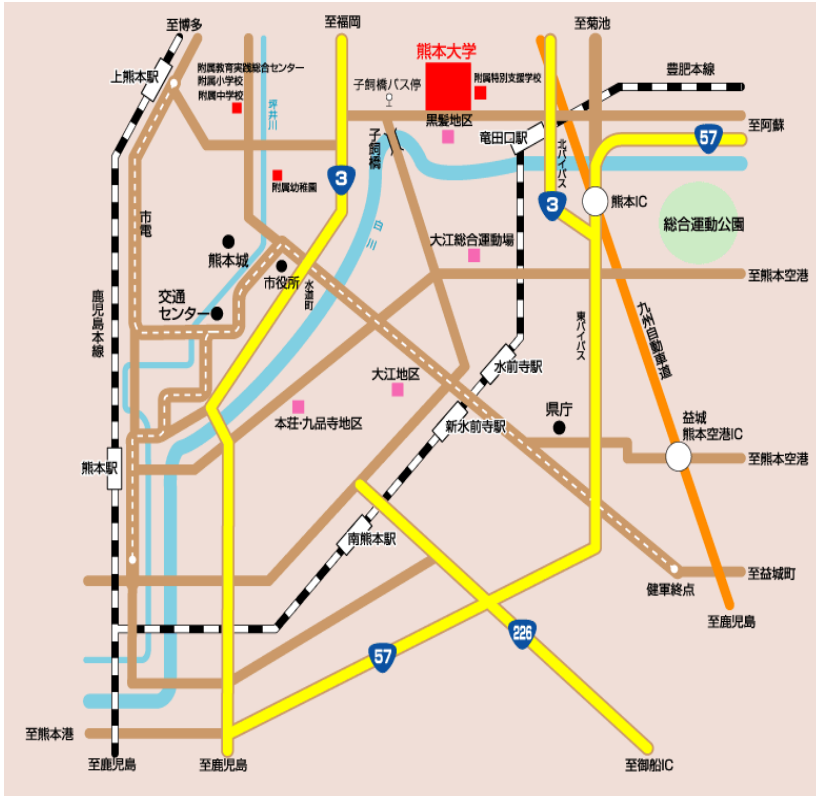 至博多
至福岡
至菊池
熊本大学
上熊本駅
附属教育実践総合センター
附属小学校
附属中学校
坪井川
子飼橋バス停
附属特別支援学校
豊肥本線
黒髪地区
竜田口駅
至阿蘇
57
子飼橋
北バイパス
3
附属幼稚園
3
熊本IC
総合運動公園
市電
白川
熊本城
大江総合運動場
市役所
水道町
至熊本空港
交通
センター
鹿児島本線
東バイパス
九州自動車道
水前寺駅
大江地区
本荘・九品寺地区
新水前寺駅
県庁
益城
熊本空港IC
熊本駅
至熊本空港
南熊本駅
健軍終点
至益城町
至鹿児島
226
57
至熊本港
至鹿児島
至鹿児島
至御船IC